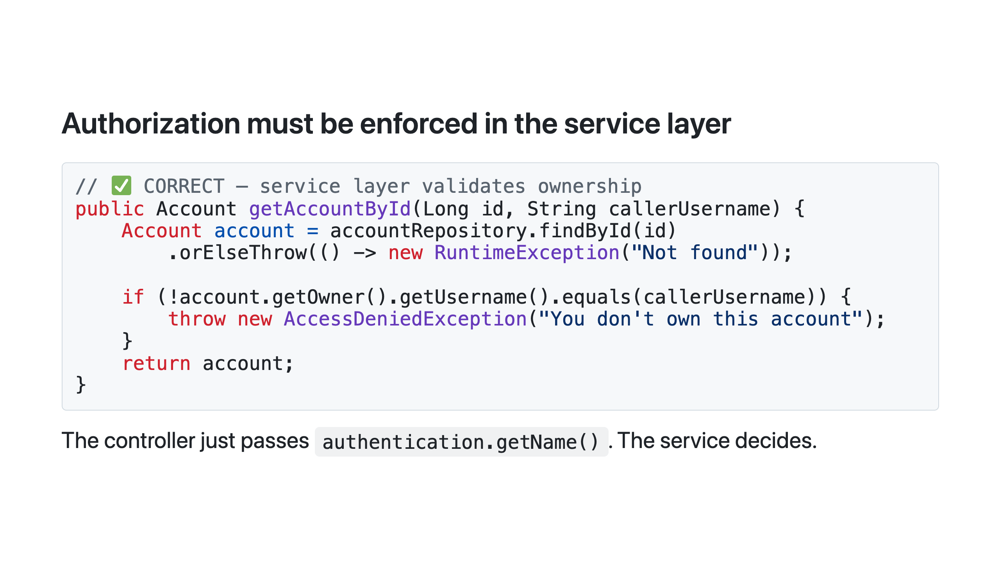 Authorization must be enforced in the service layer
// ✅ CORRECT — service layer validates ownership
public Account getAccountById(Long id, String callerUsername) {
    Account account = accountRepository.findById(id)
        .orElseThrow(() -> new RuntimeException("Not found"));

    if (!account.getOwner().getUsername().equals(callerUsername)) {
        throw new AccessDeniedException("You don't own this account");
    }
    return account;
}
The controller just passes authentication.getName(). The service decides.